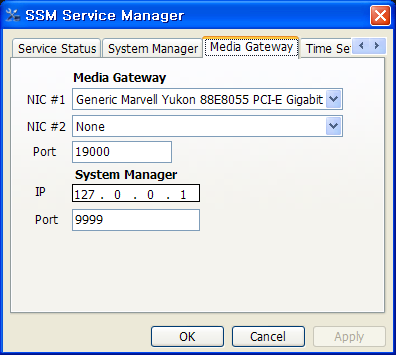 SSM Service Manager
Service Status System Manager Media Gateway Time Se
Media Gateway
NIC #1 Generic Marvell Yukon 88E8055 PCI-E Gigabit
NIC #2 None
Port 19000
System Manager
IP 127 . 0 . 0 . 1
Port 9999
OK Cancel Apply